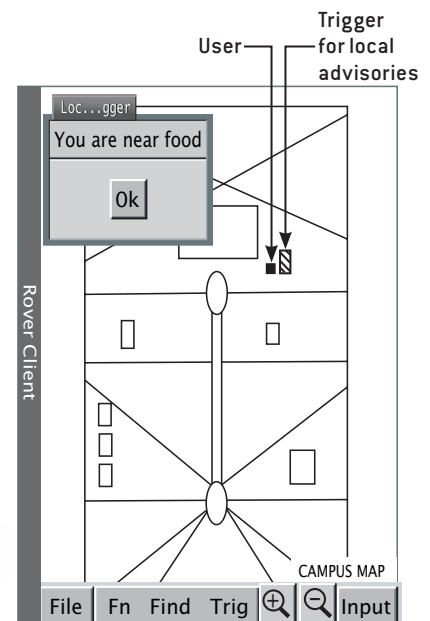 Trigger
User
for local
advisories
Loc...gger
You are near food
Ok
Rover Client
CAMPUS MAP
File Fn Find Trig Input